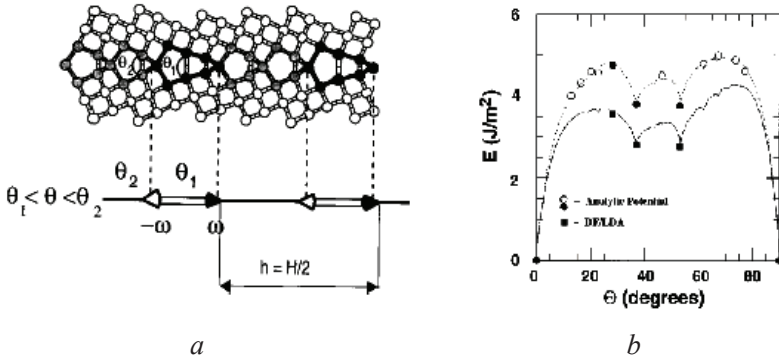 θ₂ θ₁
θ₂ θ₁
θ₁ < θ < θ₂
−ω ω
h = H/2
a
E (J/m²)
6
4
2
0
○ ● – Analytic Potential
■ – DF/LDA
0 20 40 60 80
Θ (degrees)
b